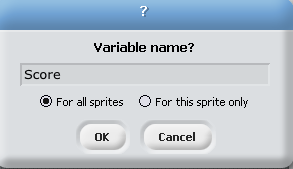 ?
Variable name?
Score
For all sprites For this sprite only
OK Cancel